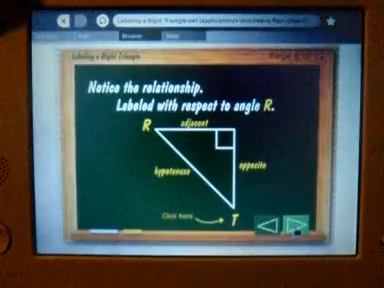 Labeling a Right Triangle
Notice the relationship.
Labeled with respect to angle R.
R
adjacent
hypotenuse
opposite
Click here
T